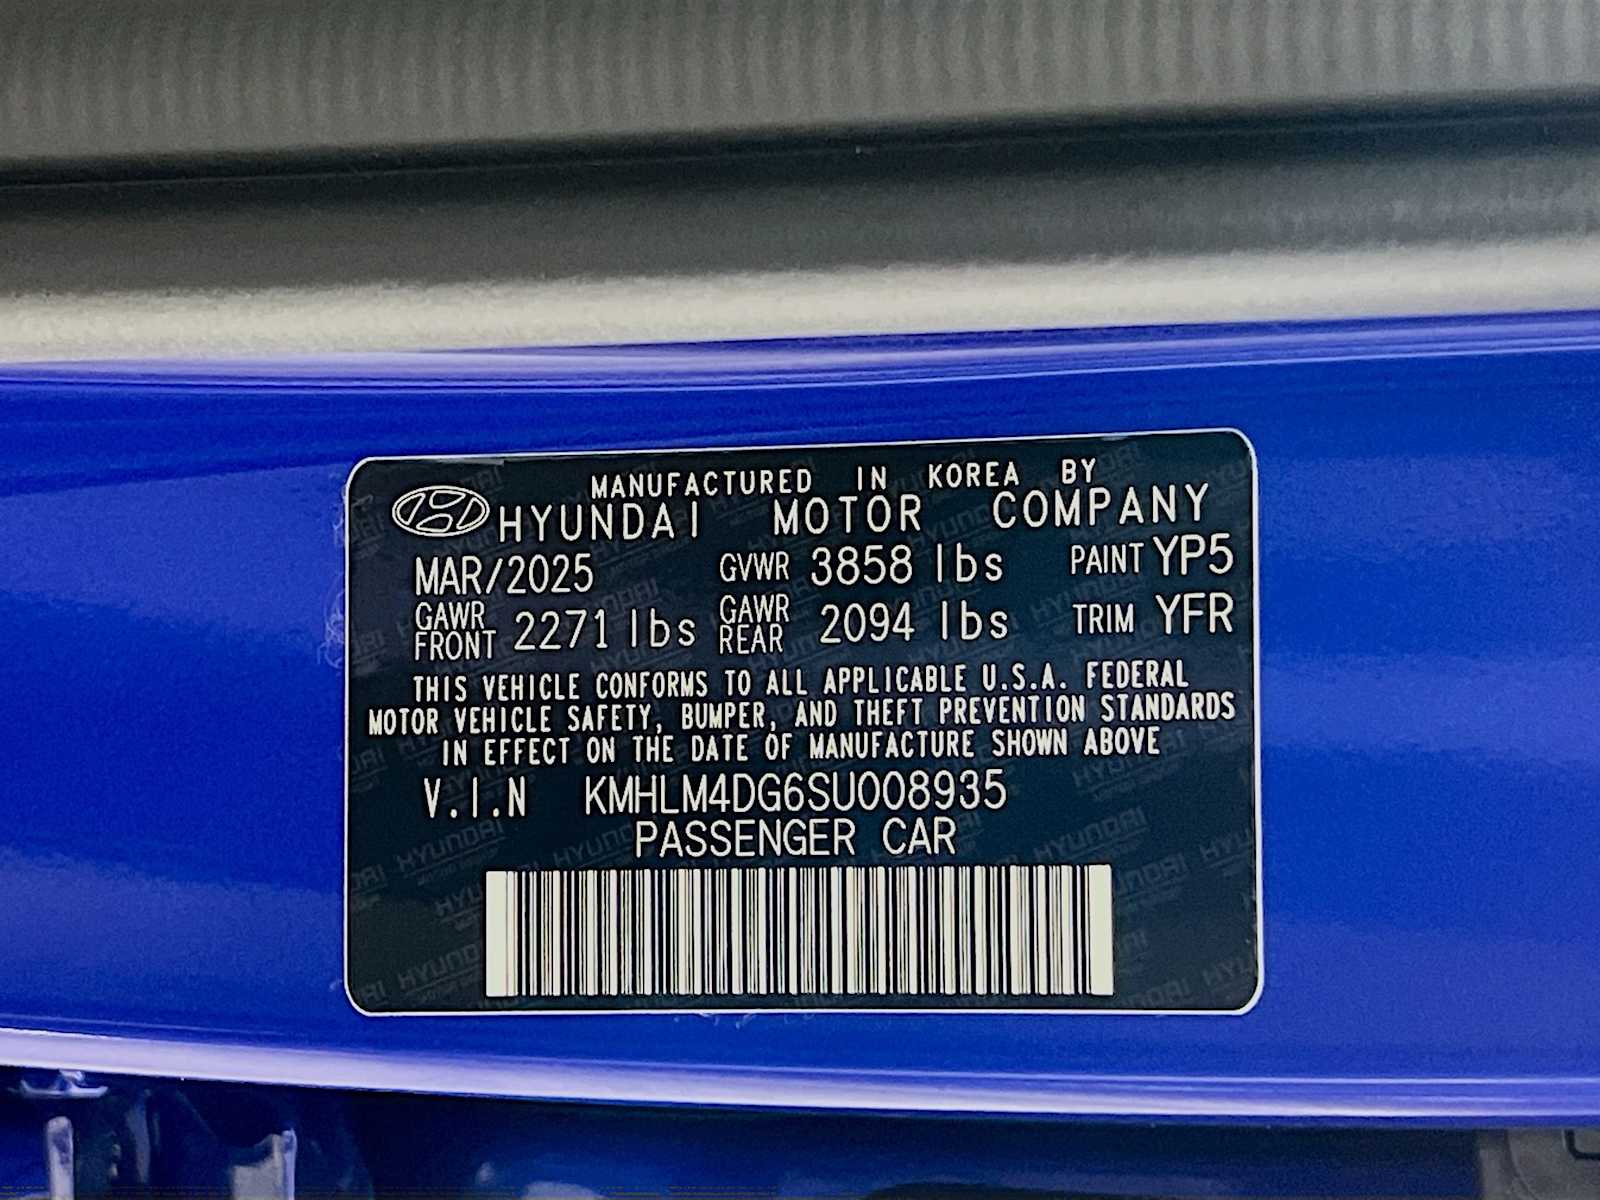 MANUFACTURED IN KOREA BY
HYUNDAI MOTOR COMPANY
MAR/2025 GVWR 3858 lbs PAINT YP5
GAWR FRONT 2271 lbs GAWR REAR 2094 lbs TRIM YFR
THIS VEHICLE CONFORMS TO ALL APPLICABLE U.S.A. FEDERAL
MOTOR VEHICLE SAFETY, BUMPER, AND THEFT PREVENTION STANDARDS
IN EFFECT ON THE DATE OF MANUFACTURE SHOWN ABOVE
V.I.N KMHLM4DG6SU008935
PASSENGER CAR